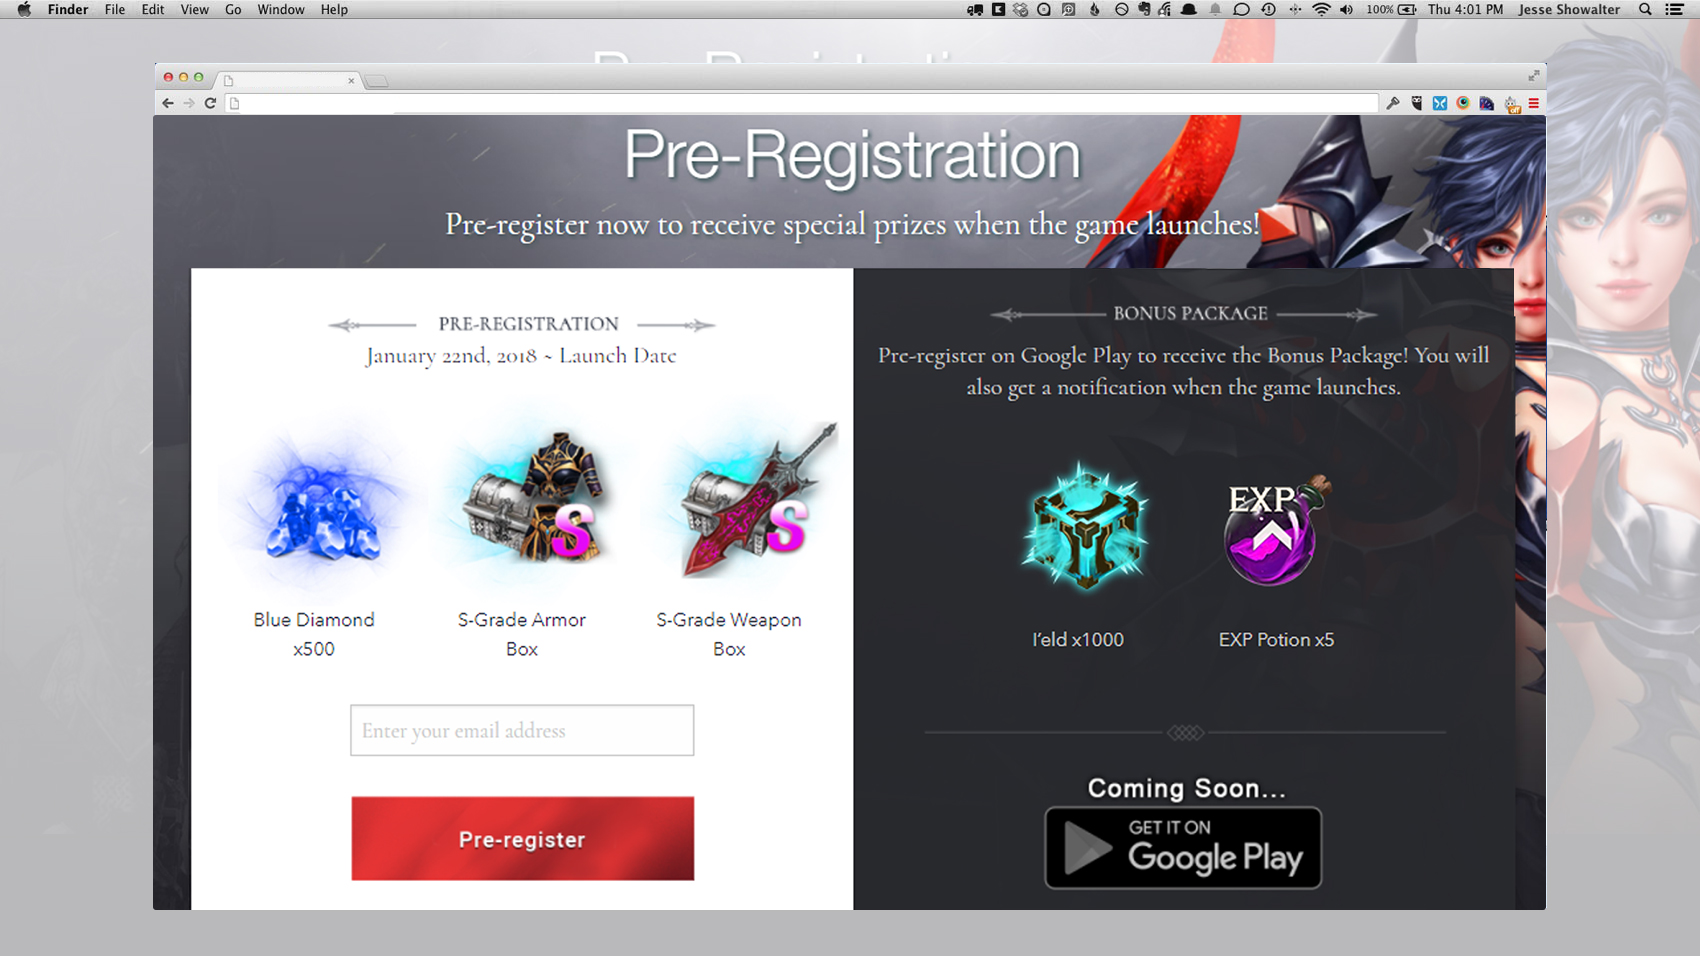 Finder File Edit View Go Window Help
100% Thu 4:01 PM Jesse Showalter
off
Pre-Registration
Pre-register now to receive special prizes when the game launches!
PRE-REGISTRATION
January 22nd, 2018 ~ Launch Date
S
S
Blue Diamond
x500
S-Grade Armor
Box
S-Grade Weapon
Box
Enter your email address
Pre-register
BONUS PACKAGE
Pre-register on Google Play to receive the Bonus Package! You will
also get a notification when the game launches.
EXP
I'eld x1000
EXP Potion x5
Coming Soon...
GET IT ON
Google Play